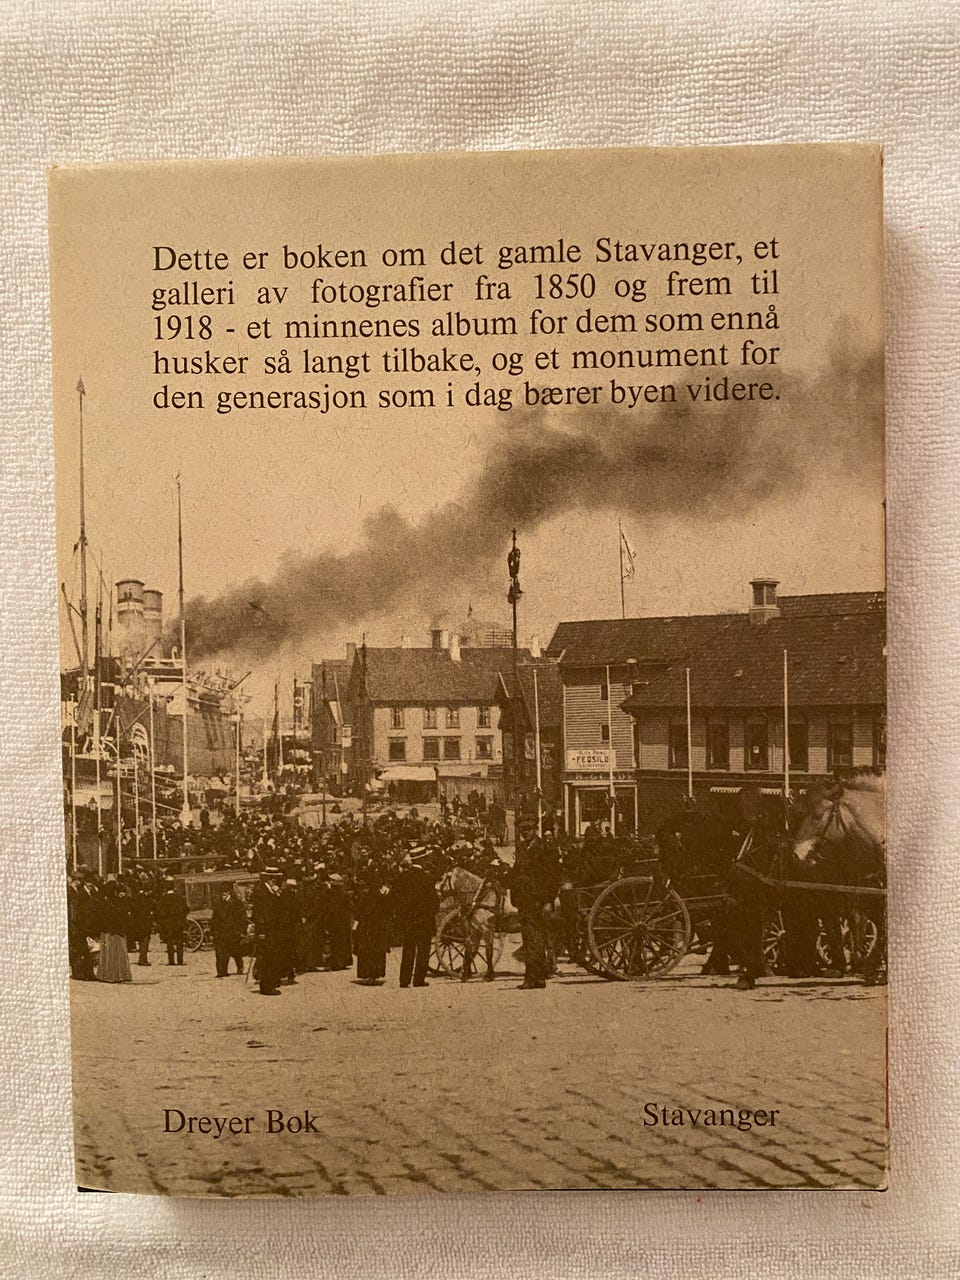 Dette er boken om det gamle Stavanger, et
galleri av fotografier fra 1850 og frem til
1918 - et minnenes album for dem som ennå
husker så langt tilbake, og et monument for
den generasjon som i dag bærer byen videre.
FEDSILD
Dreyer Bok
Stavanger